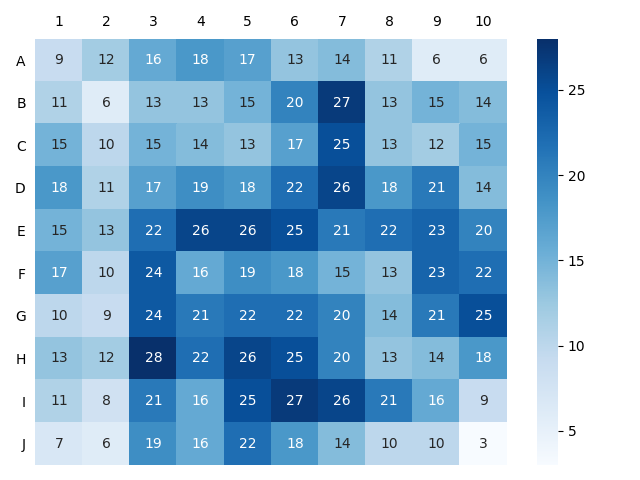 1 2 3 4 5 6 7 8 9 10
A 9 12 16 18 17 13 14 11 6 6
B 11 6 13 13 15 20 27 13 15 14
C 15 10 15 14 13 17 25 13 12 15
D 18 11 17 19 18 22 26 18 21 14
E 15 13 22 26 26 25 21 22 23 20
F 17 10 24 16 19 18 15 13 23 22
G 10 9 24 21 22 22 20 14 21 25
H 13 12 28 22 26 25 20 13 14 18
I 11 8 21 16 25 27 26 21 16 9
J 7 6 19 16 22 18 14 10 10 3
25
20
15
10
5